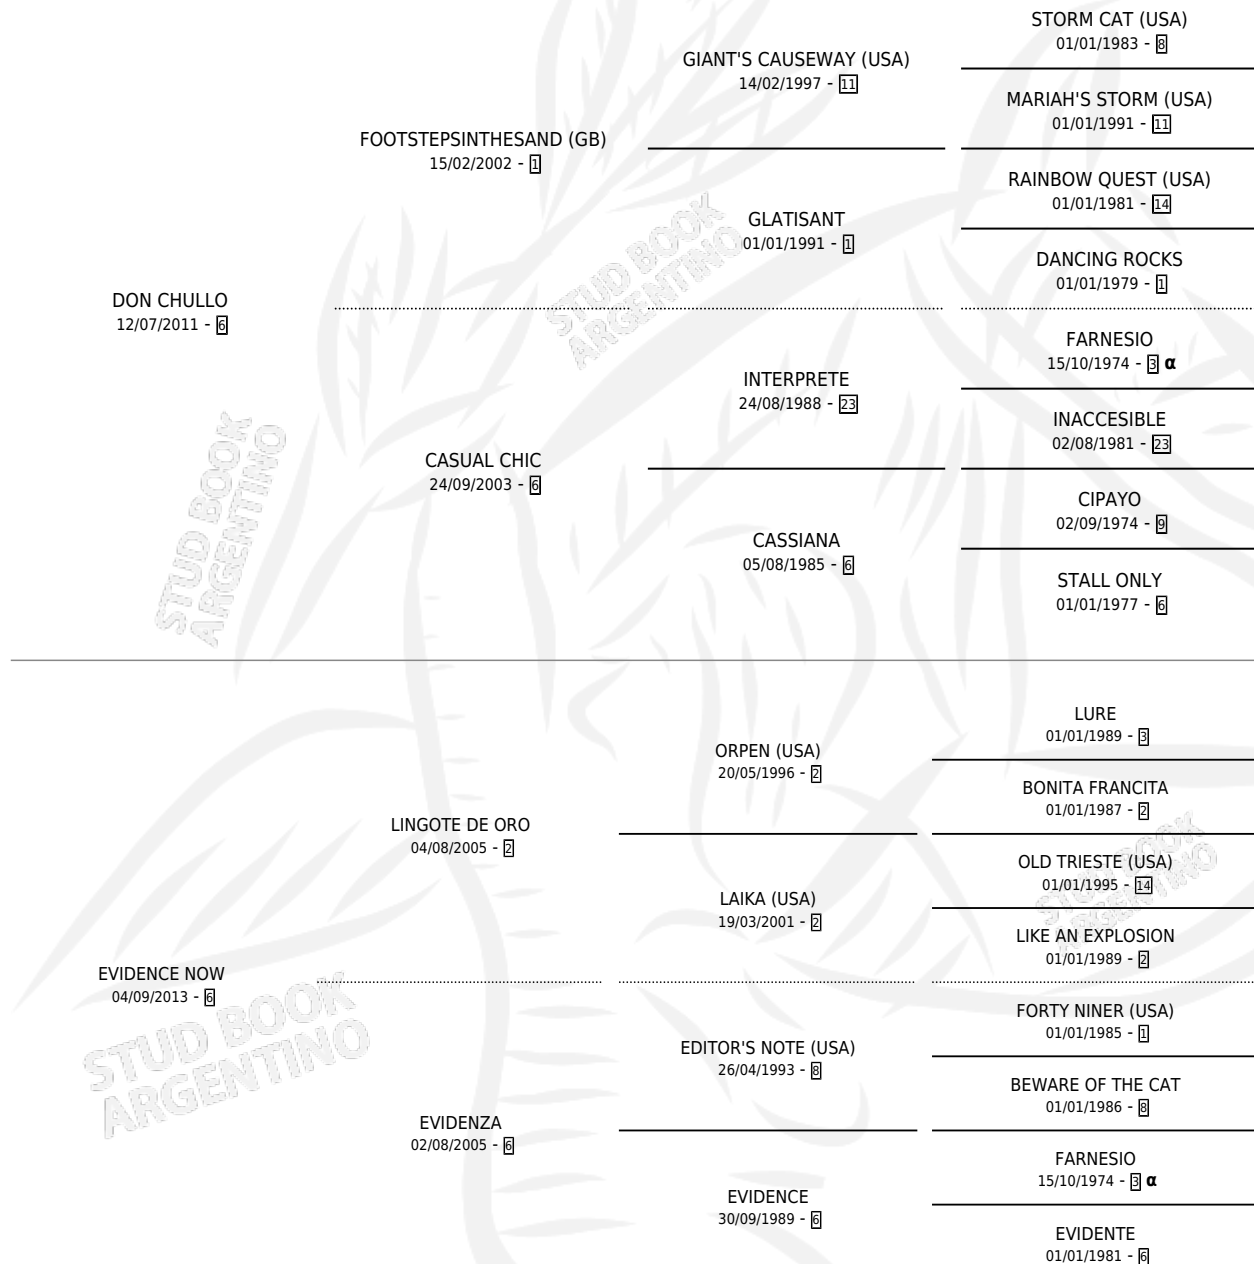 STORM CAT (USA)
01/01/1983 - 8
GIANT'S CAUSEWAY (USA)
14/02/1997 - 11
MARIAH'S STORM (USA)
01/01/1991 - 11
FOOTSTEPSINTHESAND (GB)
15/02/2002 - 1
RAINBOW QUEST (USA)
01/01/1981 - 14
GLATISANT
01/01/1991 - 1
DANCING ROCKS
01/01/1979 - 1
DON CHULLO
12/07/2011 - 6
FARNESIO
15/10/1974 - 3 α
INTERPRETE
24/08/1988 - 23
INACCESIBLE
02/08/1981 - 23
CASUAL CHIC
24/09/2003 - 6
CIPAYO
02/09/1974 - 9
CASSIANA
05/08/1985 - 6
STALL ONLY
01/01/1977 - 6
LURE
01/01/1989 - 3
ORPEN (USA)
20/05/1996 - 2
BONITA FRANCITA
01/01/1987 - 2
LINGOTE DE ORO
04/08/2005 - 2
OLD TRIESTE (USA)
01/01/1995 - 14
LAIKA (USA)
19/03/2001 - 2
LIKE AN EXPLOSION
01/01/1989 - 2
EVIDENCE NOW
04/09/2013 - 6
FORTY NINER (USA)
01/01/1985 - 1
EDITOR'S NOTE (USA)
26/04/1993 - 8
BEWARE OF THE CAT
01/01/1986 - 8
EVIDENZA
02/08/2005 - 6
FARNESIO
15/10/1974 - 3 α
EVIDENCE
30/09/1989 - 6
EVIDENTE
01/01/1981 - 6
STUD BOOK
ARGENTINO
STUD BOOK
ARGENTINO
STUD BOOK
ARGENTINO
STUD BOOK
ARGENTINO